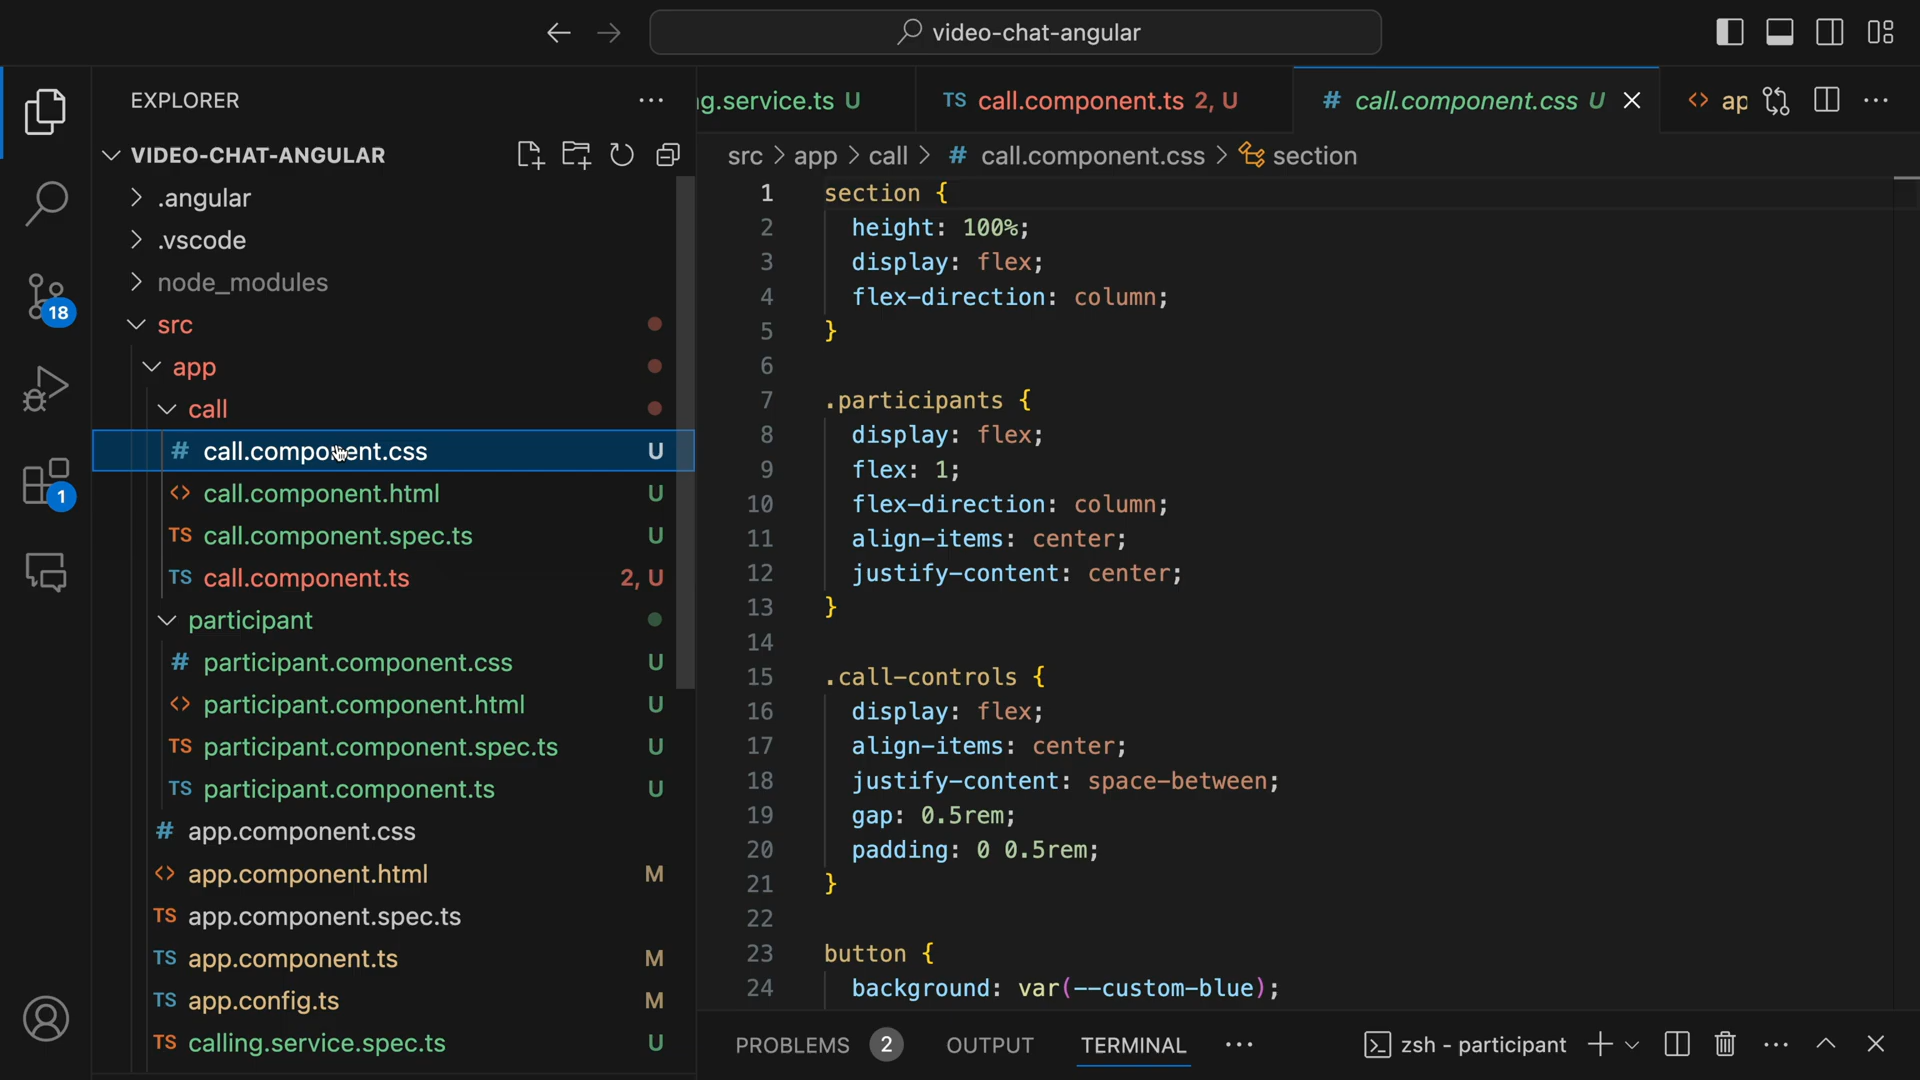 video-chat-angular
EXPLORER
VIDEO-CHAT-ANGULAR
.angular
.vscode
node_modules
src
app
call
# call.component.css U
<> call.component.html U
TS call.component.spec.ts U
TS call.component.ts 2, U
participant
# participant.component.css U
<> participant.component.html U
TS participant.component.spec.ts U
TS participant.component.ts U
# app.component.css
<> app.component.html M
TS app.component.spec.ts
TS app.component.ts M
TS app.config.ts M
TS calling.service.spec.ts U
18
1
g.service.ts U
TS call.component.ts 2, U
# call.component.css U
<> ap
src > app > call > # call.component.css > section
1 section {
2 height: 100%;
3 display: flex;
4 flex-direction: column;
5 }
6
7 .participants {
8 display: flex;
9 flex: 1;
10 flex-direction: column;
11 align-items: center;
12 justify-content: center;
13 }
14
15 .call-controls {
16 display: flex;
17 align-items: center;
18 justify-content: space-between;
19 gap: 0.5rem;
20 padding: 0 0.5rem;
21 }
22
23 button {
24 background: var(--custom-blue);
PROBLEMS 2 OUTPUT TERMINAL zsh - participant